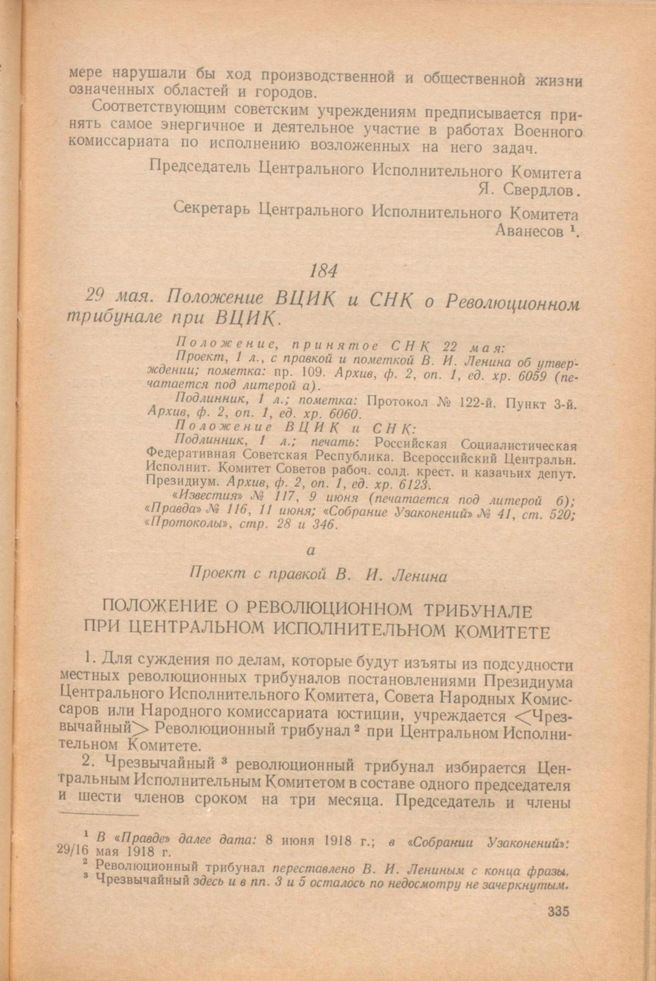 мере нарушали бы ход производственной и общественной жизни
означенных областей и городов.
Соответствующим советским учреждениям предписывается при-
нять самое энергичное и деятельное участие в работах Военного
комиссариата по исполнению возложенных на него задач.
Председатель Центрального Исполнительного Комитета
Я. Свердлов.
Секретарь Центрального Исполнительного Комитета
Аванесов ¹.
184
29 мая. Положение ВЦИК и СНК о Революционном
трибунале при ВЦИК.
Положение, принятое СНК 22 мая:
Проект, 1 л., с правкой и пометкой В. И. Ленина об утвер-
ждении; пометка: пр. 109. Архив, ф. 2, оп. 1, ед. хр. 6059 (пе-
чатается под литерой а).
Подлинник, 1 л.; пометка: Протокол № 122-й. Пункт 3-й.
Архив, ф. 2, оп. 1, ед. хр. 6060.
Положение ВЦИК и СНК:
Подлинник, 1 л.; печать: Российская Социалистическая
Федеративная Советская Республика. Всероссийский Центральн.
Исполнит. Комитет Советов рабоч. солд. крест. и казачьих депут.
Президиум. Архив, ф. 2, оп. 1, ед. хр. 6123.
«Известия» № 117, 9 июня (печатается под литерой б);
«Правда» № 116, 11 июня; «Собрание Узаконений» № 41, ст. 520;
«Протоколы», стр. 28 и 346.
а
Проект с правкой В. И. Ленина
ПОЛОЖЕНИЕ О РЕВОЛЮЦИОННОМ ТРИБУНАЛЕ
ПРИ ЦЕНТРАЛЬНОМ ИСПОЛНИТЕЛЬНОМ КОМИТЕТЕ
1. Для суждения по делам, которые будут изъяты из подсудности
местных революционных трибуналов постановлениями Президиума
Центрального Исполнительного Комитета, Совета Народных Комис-
саров или Народного комиссариата юстиции, учреждается <Чрез-
вычайный> Революционный трибунал ² при Центральном Исполни-
тельном Комитете.
2. Чрезвычайный ³ революционный трибунал избирается Цен-
тральным Исполнительным Комитетом в составе одного председателя
и шести членов сроком на три месяца. Председатель и члены
¹ В «Правде» далее дата: 8 июня 1918 г.; в «Собрании Узаконений»:
29/16 мая 1918 г.
² Революционный трибунал переставлено В. И. Лениным с конца фразы.
³ Чрезвычайный здесь и в пп. 3 и 5 осталось по недосмотру не зачеркнутым.
335